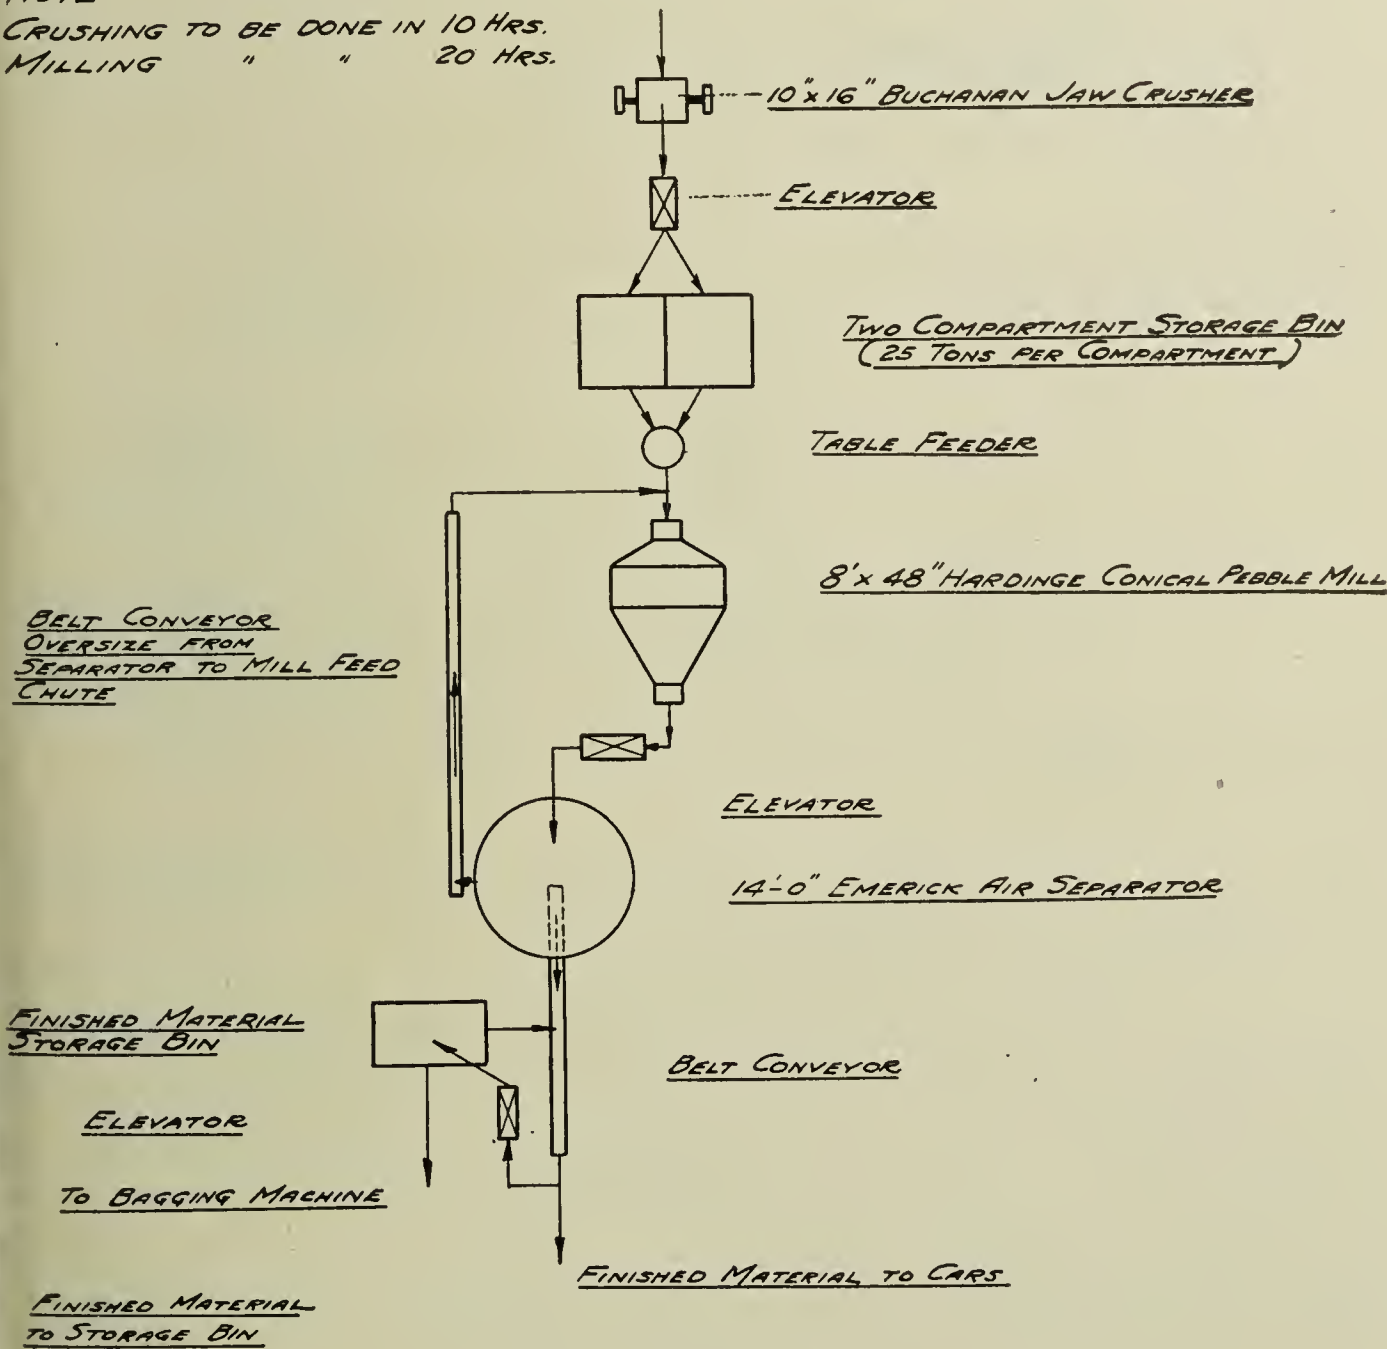 CRUSHING TO BE DONE IN 10 HRS.
MILLING " " 20 HRS.
10"x 16" BUCHANAN JAW CRUSHER
ELEVATOR
TWO COMPARTMENT STORAGE BIN
(25 TONS PER COMPARTMENT)
TABLE FEEDER
8'x 48" HARDINGE CONICAL PEBBLE MILL
BELT CONVEYOR
OVERSIZE FROM
SEPARATOR TO MILL FEED
CHUTE
ELEVATOR
14'-0" EMERICK AIR SEPARATOR
FINISHED MATERIAL
STORAGE BIN
BELT CONVEYOR
ELEVATOR
TO BAGGING MACHINE
FINISHED MATERIAL TO CARS
FINISHED MATERIAL
TO STORAGE BIN